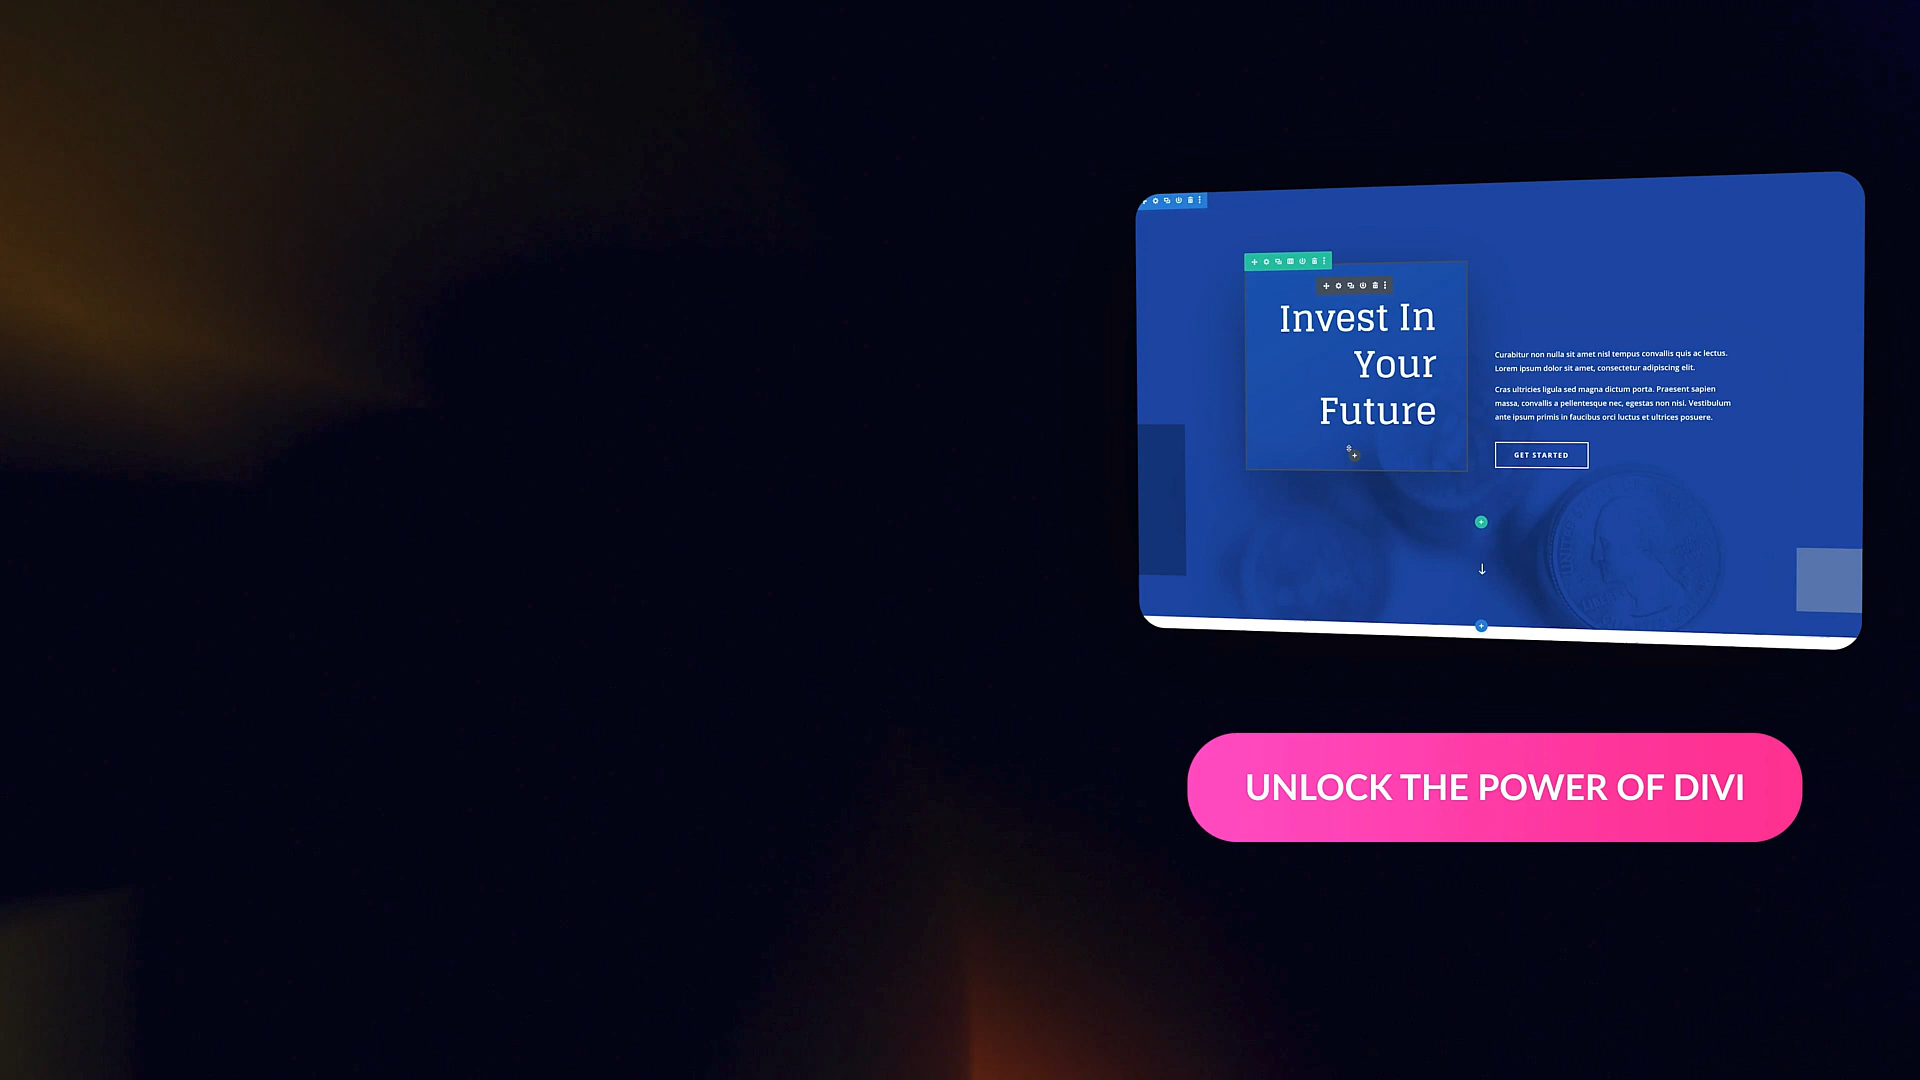 Invest In
Your
Future
Curabitur non nulla sit amet nisl tempus convallis quis ac lectus.
Lorem ipsum dolor sit amet, consectetur adipiscing elit.
Cras ultricies ligula sed magna dictum porta. Praesent sapien
massa, convallis a pellentesque nec, egestas non nisl. Vestibulum
ante ipsum primis in faucibus orci luctus et ultrices posuere.
GET STARTED
UNLOCK THE POWER OF DIVI